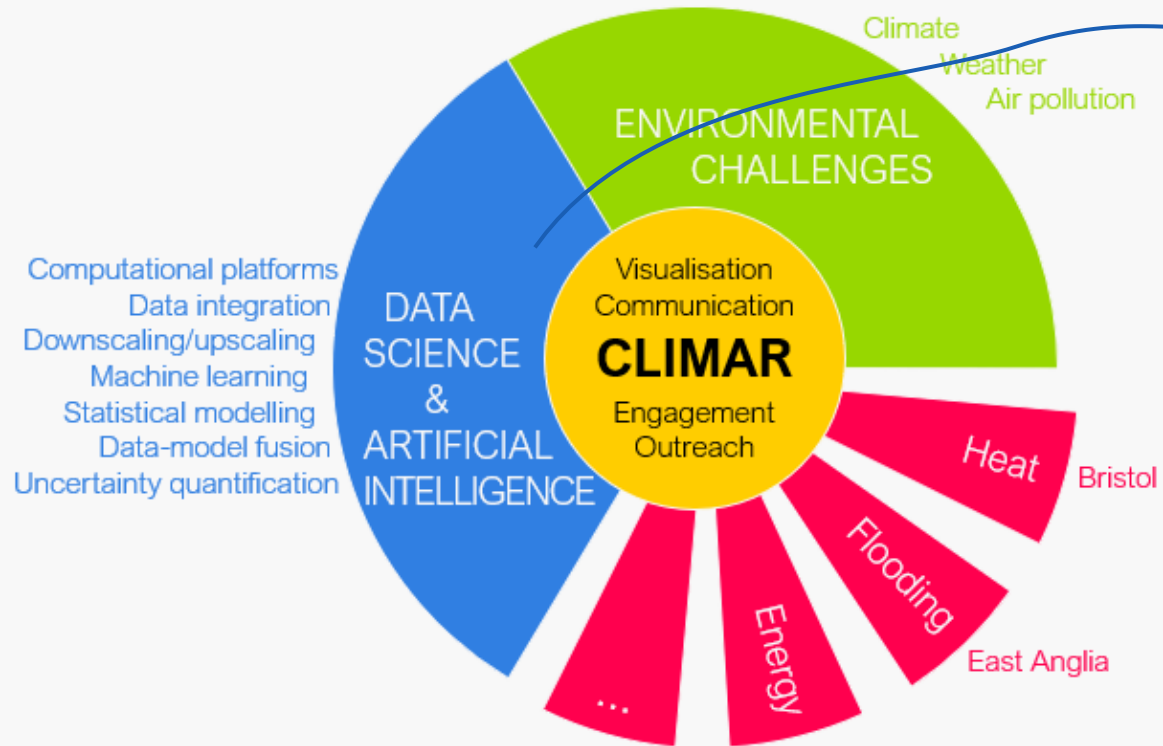 Climate
Weather
Air pollution
ENVIRONMENTAL
CHALLENGES
Computational platforms
Data integration
Downscaling/upscaling
Machine learning
Statistical modelling
Data-model fusion
Uncertainty quantification
DATA
SCIENCE
&
ARTIFICIAL
INTELLIGENCE
Visualisation
Communication
CLIMAR
Engagement
Outreach
Heat
Bristol
Flooding
East Anglia
Energy
...